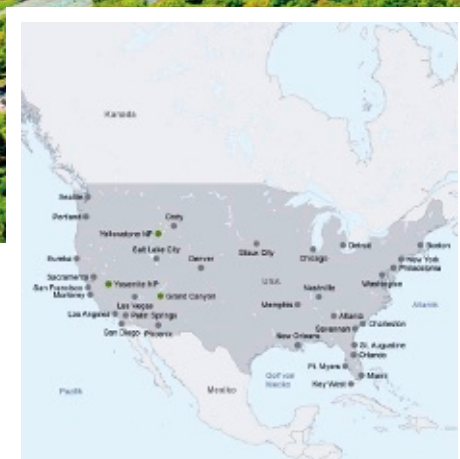 Kanada
Seattle
Portland
Cody
Yellowstone NP
Salt Lake City
Eureka
Denver
Sioux City
Chicago
Detroit
Boston
New York
Philadelphia
Washington
Sacramento
San Francisco
Monterey
Yosemite NP
Grand Canyon
Las Vegas
USA
Nashville
Memphis
Los Angeles
Palm Springs
San Diego
Phoenix
Atlanta
Charleston
Savannah
Atlantik
New Orleans
St. Augustine
Orlando
Ft. Myers
Miami
Key West
Golf von
Mexiko
Mexiko
Pazifik